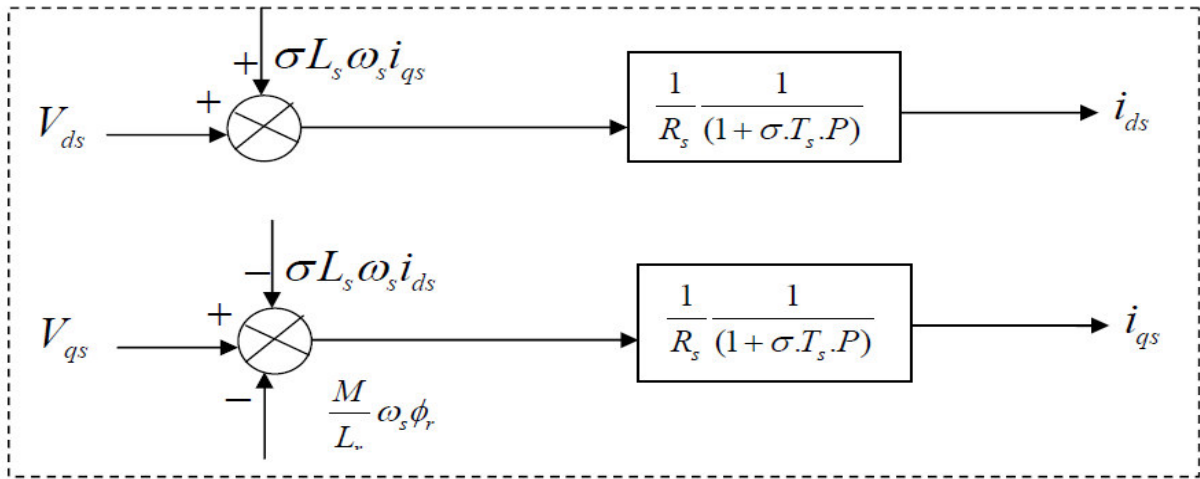 + σL_s ω_s i_qs
+
V_ds
1/R_s 1/(1 + σ.T_s.P)
i_ds
− σL_s ω_s i_ds
+
V_qs
1/R_s 1/(1 + σ.T_s.P)
i_qs
− M/L_r ω_s ϕ_r